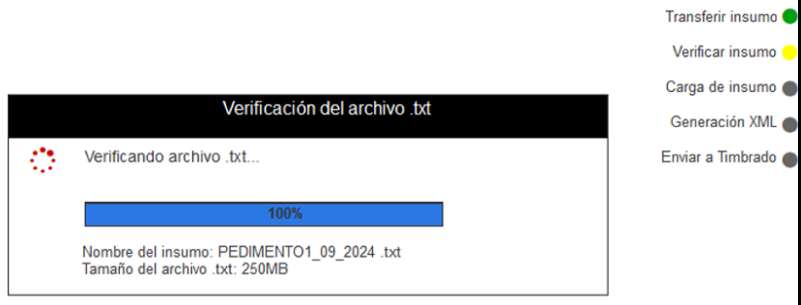 Transferir insumo
Verificar insumo
Carga de insumo
Generación XML
Enviar a Timbrado
Verificación del archivo .txt
Verificando archivo .txt...
100%
Nombre del insumo: PEDIMENTO1_09_2024 .txt
Tamaño del archivo .txt: 250MB